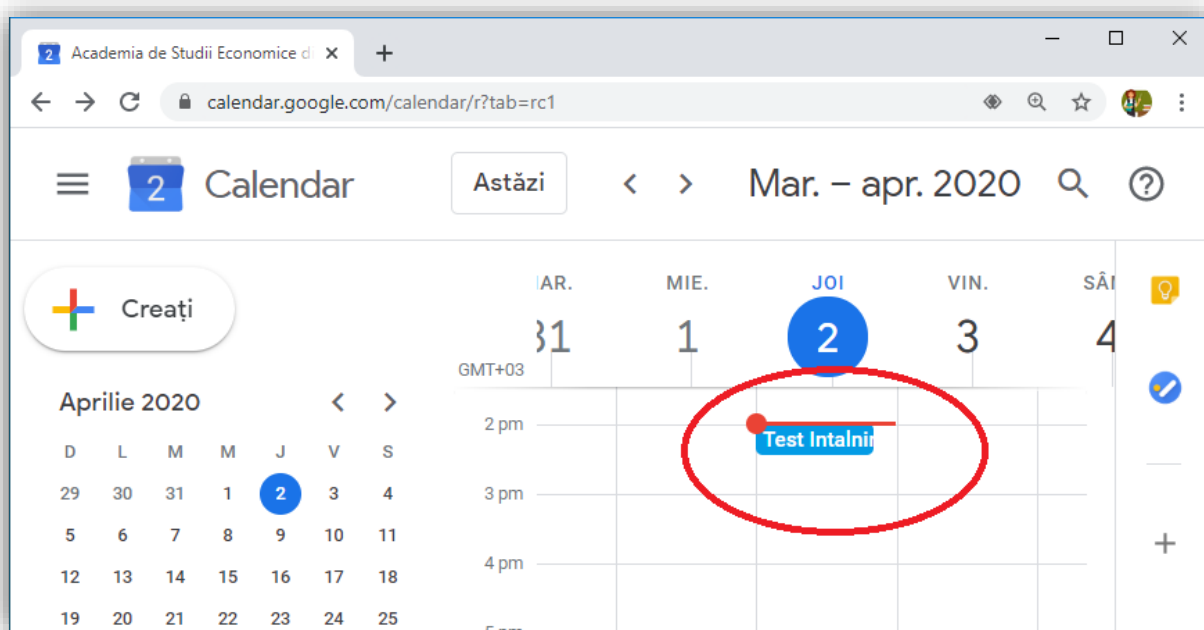 2 Academia de Studii Economice d
calendar.google.com/calendar/r?tab=rc1
2 Calendar Astăzi Mar. – apr. 2020
Creați
MIE. JOI VIN.
31 1 2 3 4
GMT+03
Aprilie 2020
2 pm
Test Intalnir
D L M M J V S
29 30 31 1 2 3 4
3 pm
5 6 7 8 9 10 11
4 pm
12 13 14 15 16 17 18
19 20 21 22 23 24 25